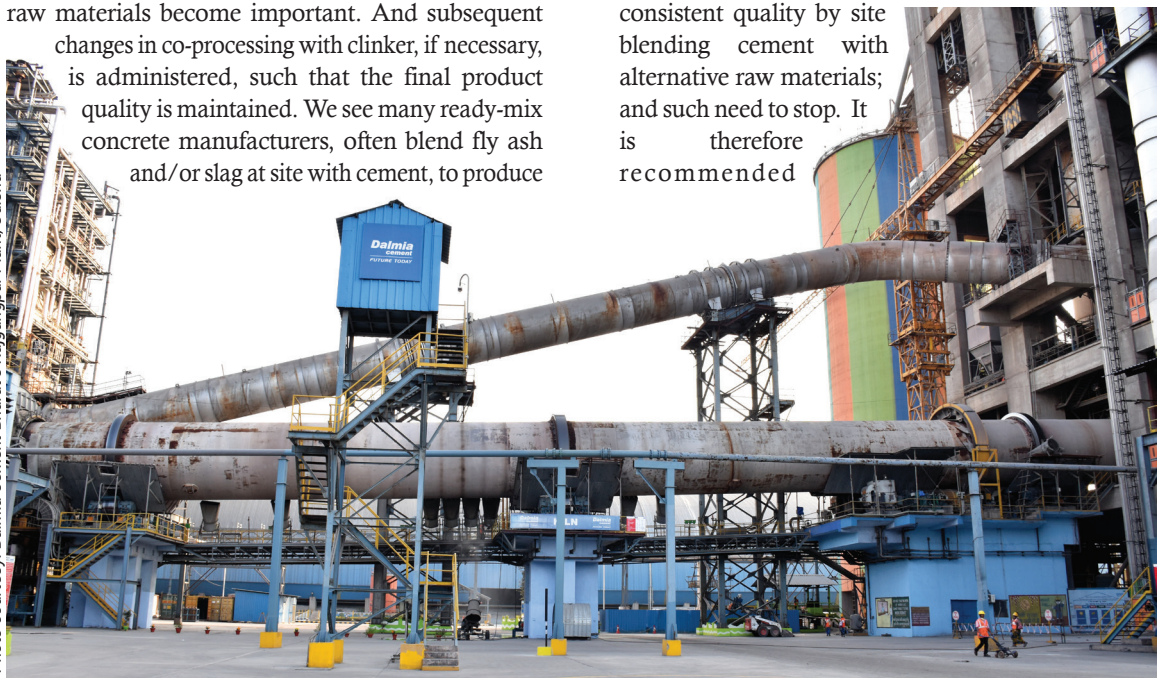 raw materials become important. And subsequent
changes in co-processing with clinker, if necessary,
is administered, such that the final product
quality is maintained. We see many ready-mix
concrete manufacturers, often blend fly ash
and/or slag at site with cement, to produce
consistent quality by site
blending cement with
alternative raw materials;
and such need to stop. It
is therefore
recommended
Dalmia
cement
FUTURE TODAY